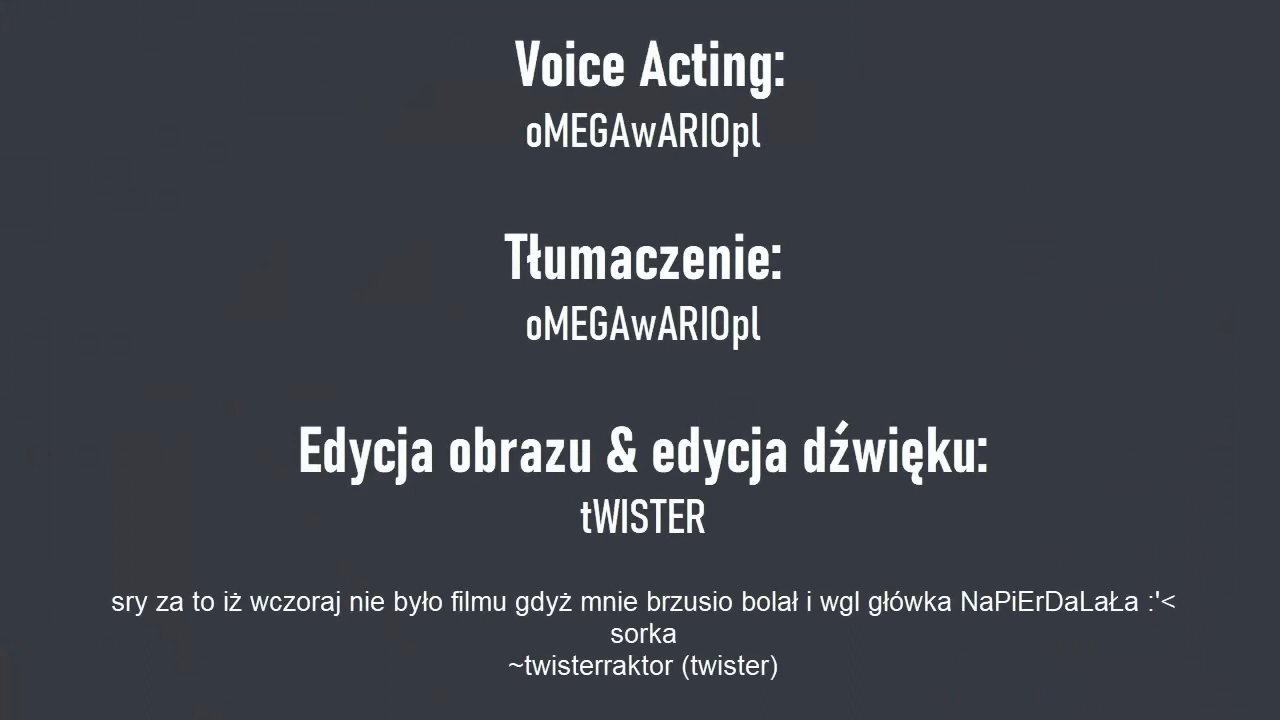 Voice Acting:
oMEGAwARIOpl
Tłumaczenie:
oMEGAwARIOpl
Edycja obrazu & edycja dźwięku:
tWISTER
sry za to iż wczoraj nie było filmu gdyż mnie brzusio bolał i wgl główka NaPiErDaLaŁa :'<
sorka
~twisterraktor (twister)